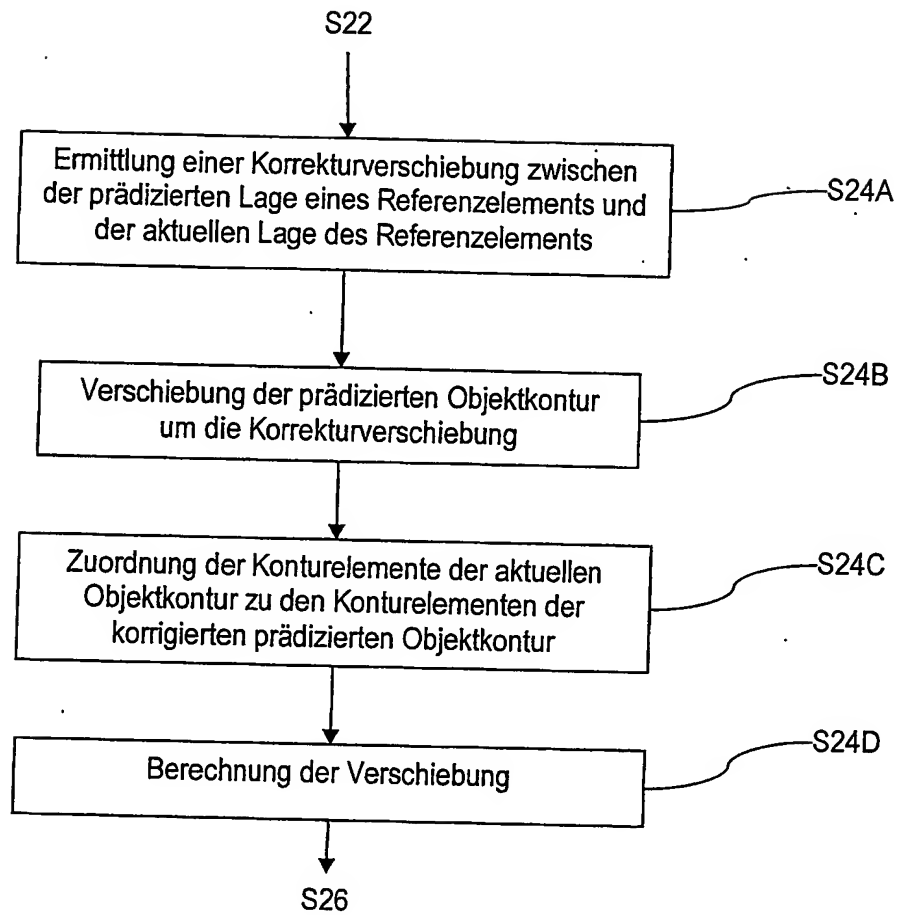 S22
Ermittlung einer Korrekturverschiebung zwischen
der prädizierten Lage eines Referenzelements und
der aktuellen Lage des Referenzelements
S24A
Verschiebung der prädizierten Objektkontur
um die Korrekturverschiebung
S24B
Zuordnung der Konturelemente der aktuellen
Objektkontur zu den Konturelementen der
korrigierten prädizierten Objektkontur
S24C
Berechnung der Verschiebung
S24D
S26